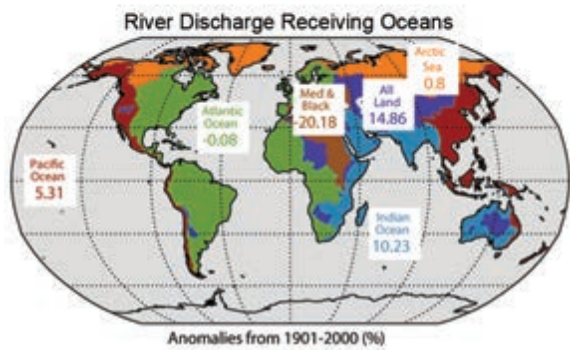 River Discharge Receiving Oceans
Arctic
Sea
0.8
Med &
Black
-20.18
All
Land
14.86
Atlantic
Ocean
-0.08
Pacific
Ocean
5.31
Indian
Ocean
10.23
Anomalies from 1901-2000 (%)